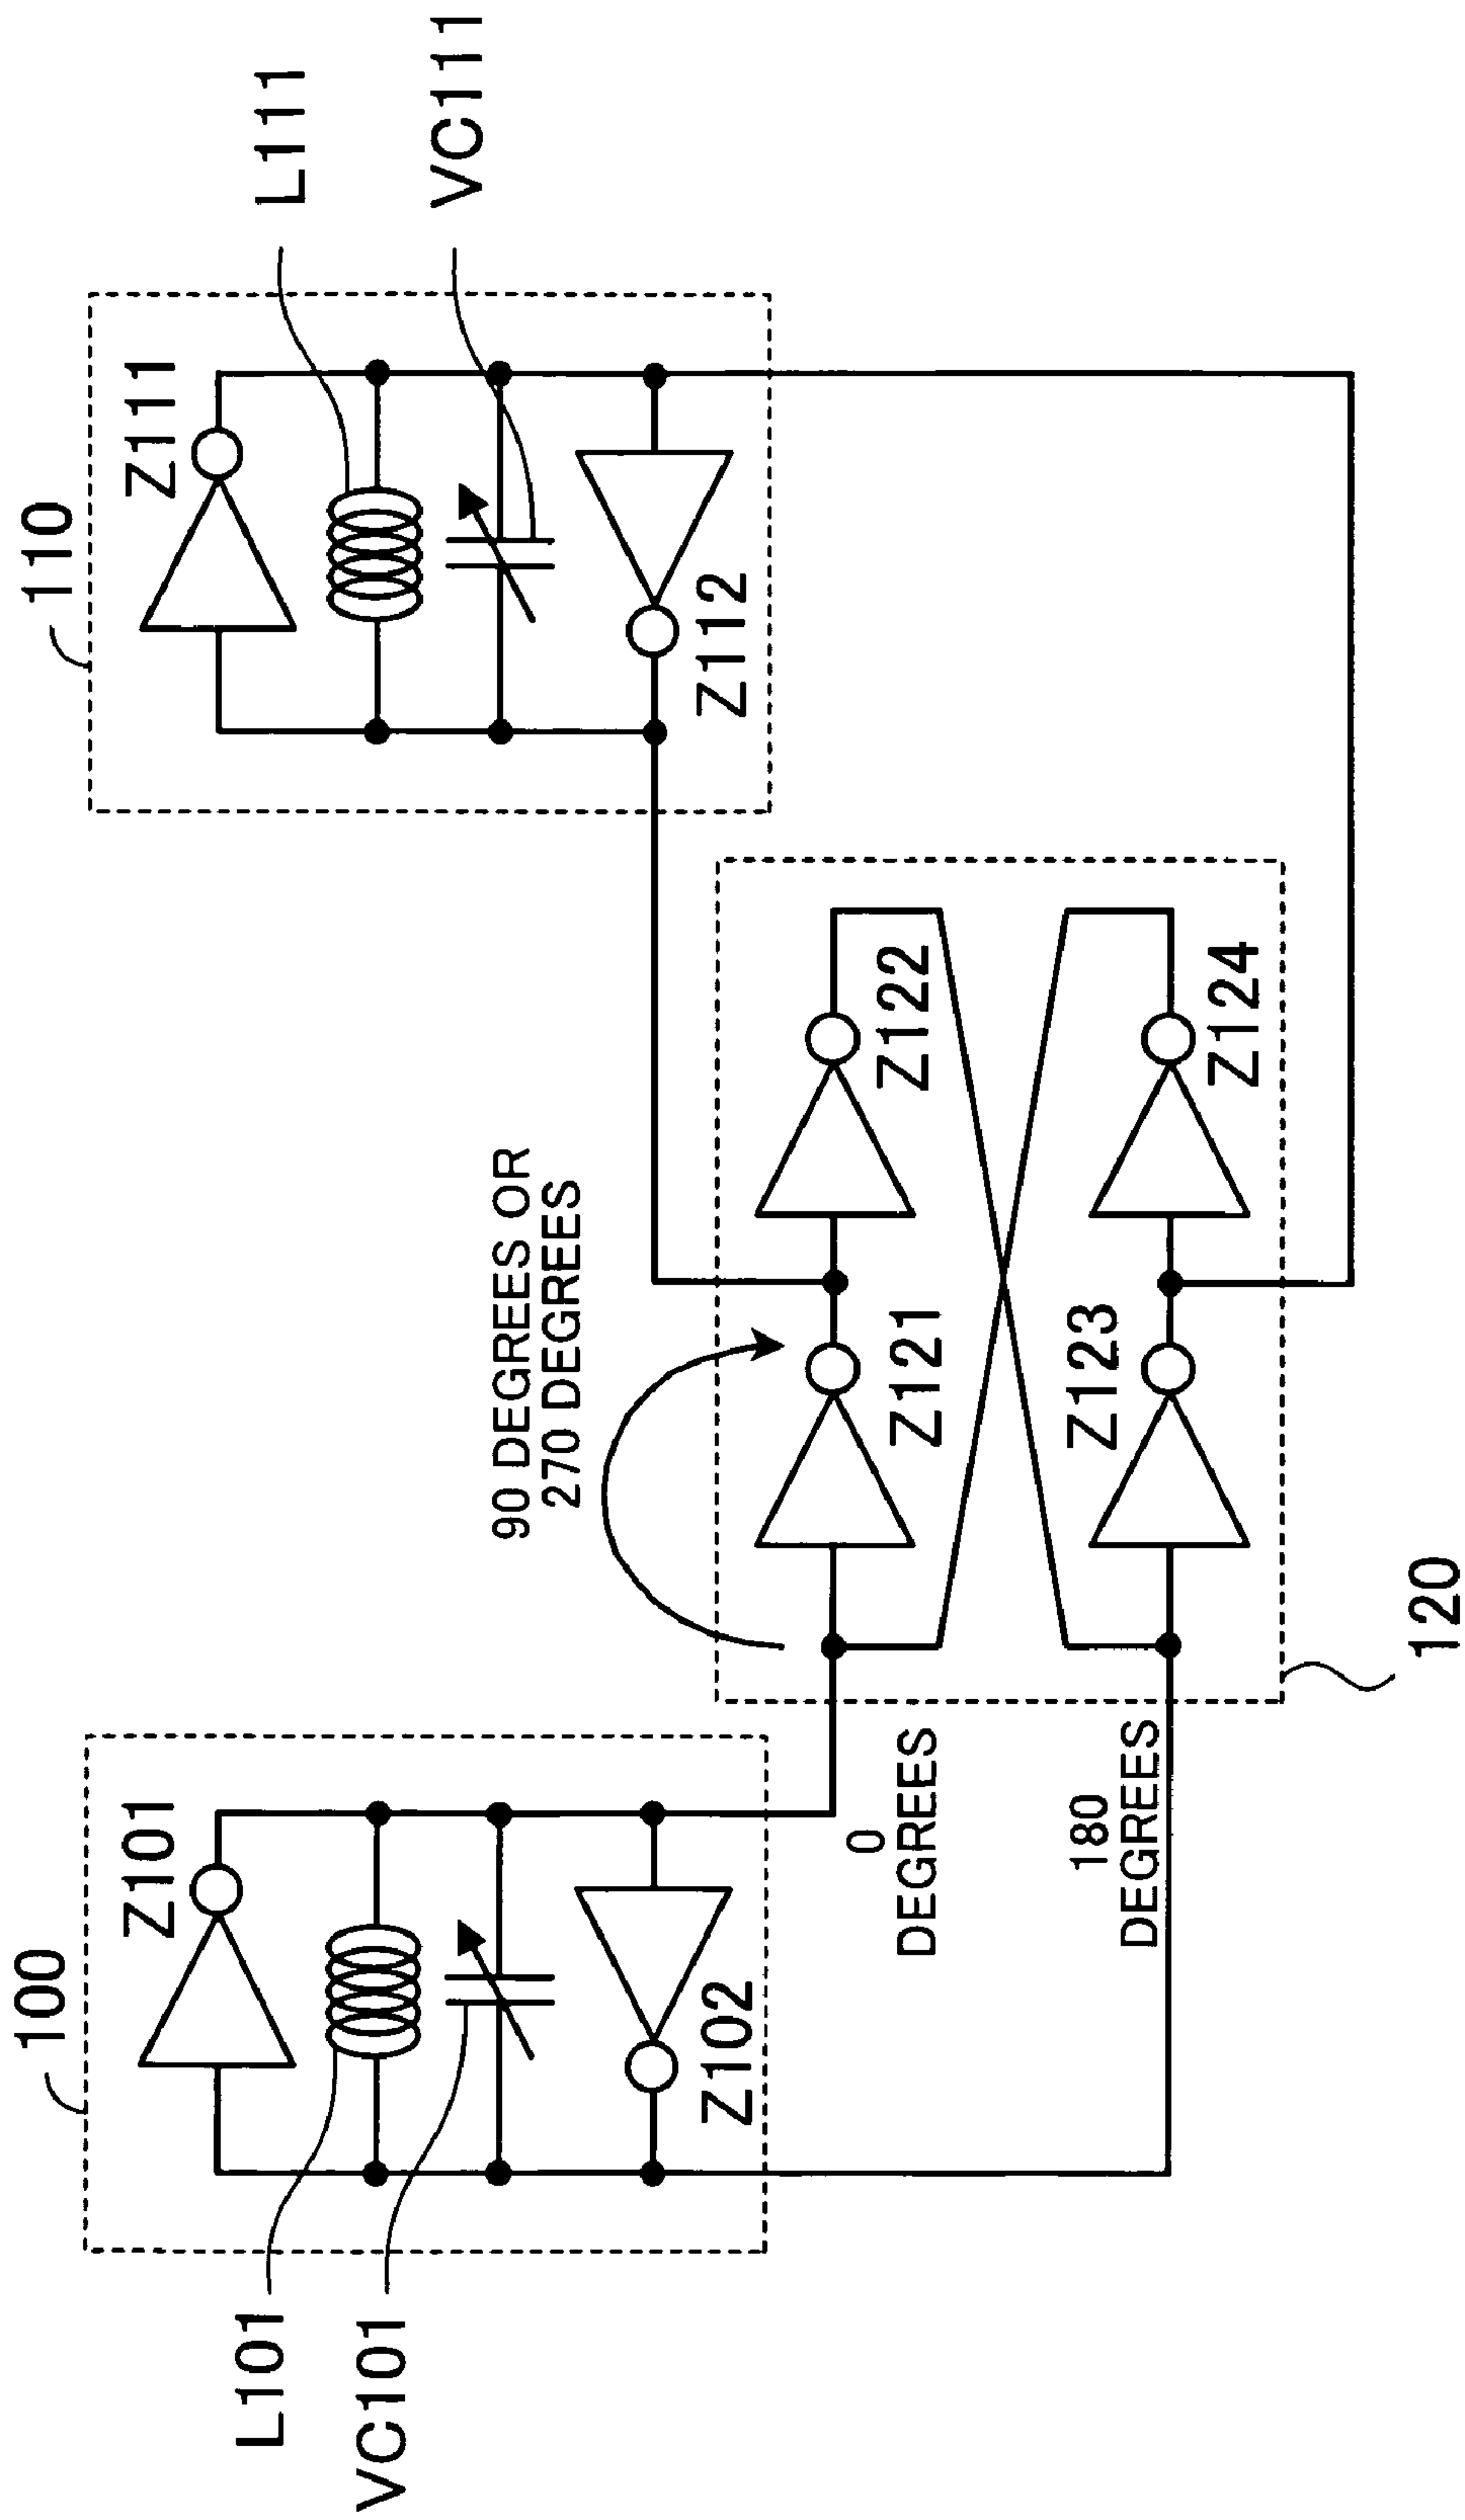 100
Z101
L101
VC101
Z102
110
Z111
L111
VC111
Z112
90 DEGREES OR
270 DEGREES
0
DEGREES
180
DEGREES
Z121
Z122
Z123
Z124
120